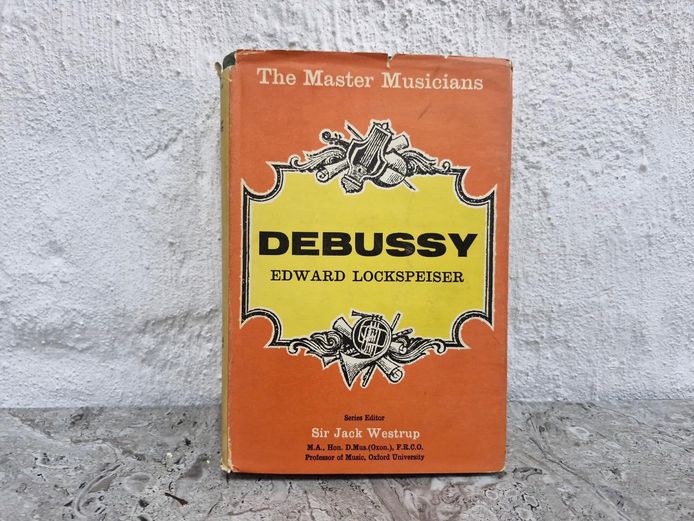 The Master Musicians
DEBUSSY
EDWARD LOCKSPEISER
Series Editor
Sir Jack Westrup
M.A., Hon. D.Mus.(Oxon.), F.R.C.O.
Professor of Music, Oxford University